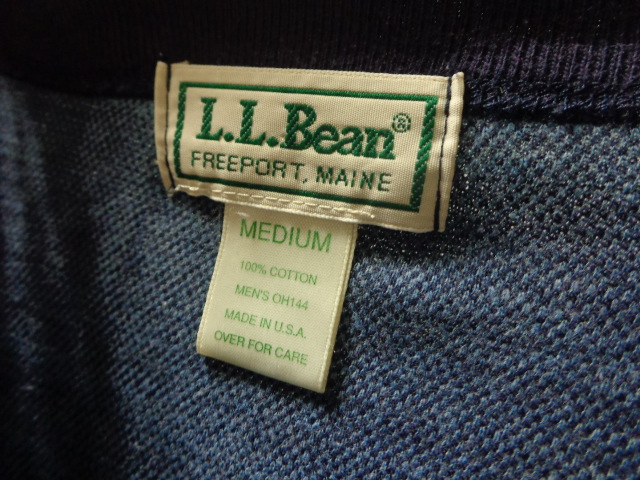 L.L.Bean®
FREEPORT, MAINE
MEDIUM
100% COTTON
MEN'S OH144
MADE IN U.S.A.
OVER FOR CARE